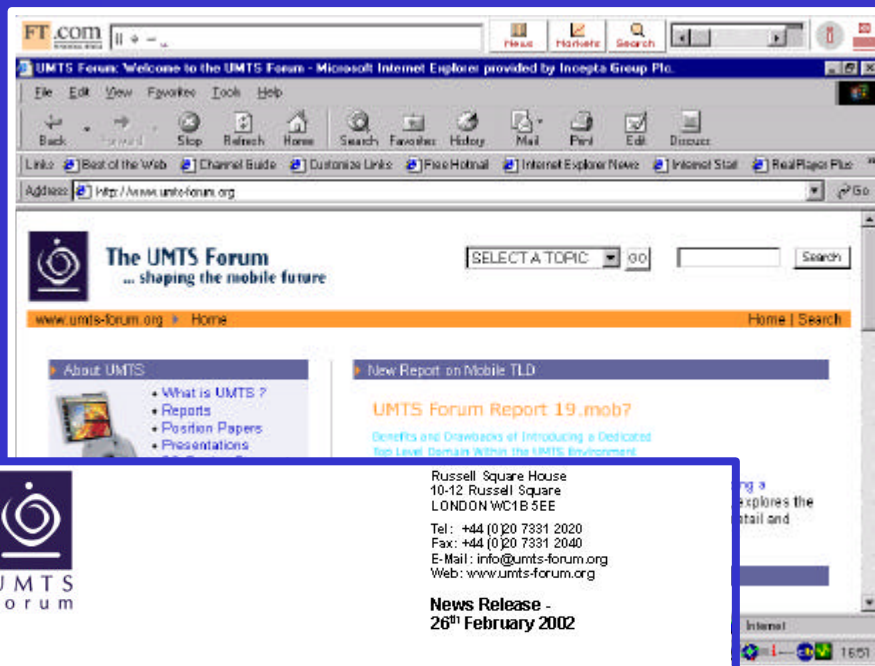 FT.com
News Markets Search
UMTS Forum: Welcome to the UMTS Forum - Microsoft Internet Explorer provided by Incepta Group Plc.
File Edit View Favorites Tools Help
Back Forward Stop Refresh Home Search Favorites History Mail Print Edit Discuss
Links Best of the Web Channel Guide Customize Links Free Hotmail Internet Explorer News Internet Start RealPlayer Plus
Address http://www.umts-forum.org Go
The UMTS Forum
... shaping the mobile future
SELECT A TOPIC GO Search
www.umts-forum.org Home Home | Search
About UMTS
• What is UMTS ?
• Reports
• Position Papers
• Presentations
New Report on Mobile TLD
UMTS Forum Report 19.mob?
Benefits and Drawbacks of Introducing a Dedicated
Top Level Domain Within the UMTS Environment
ng a
explores the
etail and
UMTS
orum
Russell Square House
10-12 Russell Square
LONDON WC1B 5EE
Tel: +44 (0)20 7331 2020
Fax: +44 (0)20 7331 2040
E-Mail: info@umts-forum.org
Web: www.umts-forum.org
News Release -
26th February 2002
Internet
16:51